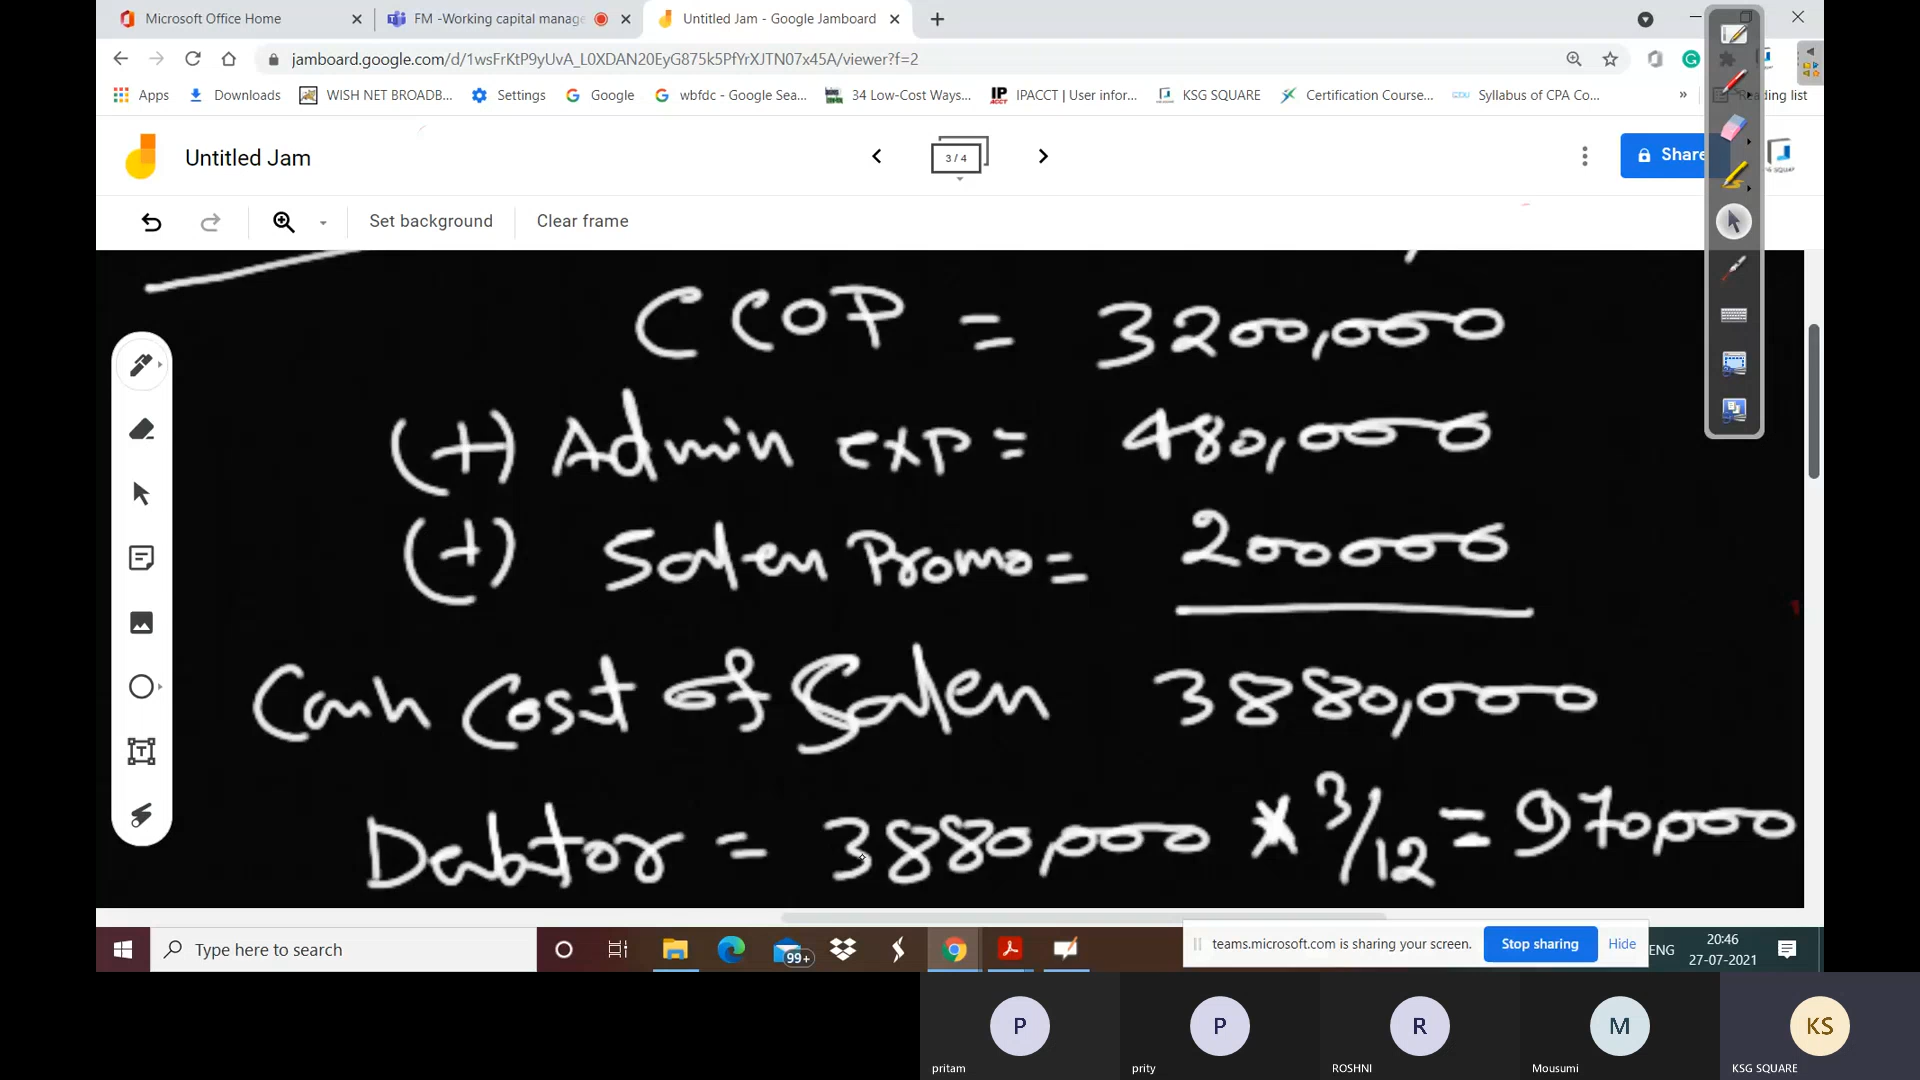 Microsoft Office Home
FM -Working capital manag
Untitled Jam - Google Jamboard
jamboard.google.com/d/1wsFrKtP9yUvA_L0XDAN20EyG875k5PfYrXJTN07x45A/viewer?f=2
Apps Downloads WISH NET BROADB... Settings Google wbfdc - Google Sea... 34 Low-Cost Ways... IPACCT | User infor... KSG SQUARE Certification Course... Syllabus of CPA Co... » Reading list
Untitled Jam
3 / 4
Share
Set background Clear frame
CCOP = 3200,000
(+) Admin exp = 480,000
(+) Sales Promo = 200000
Cash Cost of Sales 3880,000
Debtor = 3880,000 * 3/12 = 970,000
Type here to search
99+
teams.microsoft.com is sharing your screen. Stop sharing Hide
ENG
20:46
27-07-2021
P P R M KS
pritam prity ROSHNI Mousumi KSG SQUARE